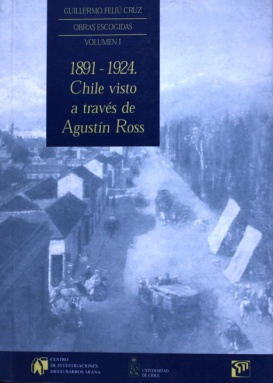 GUILLERMO FELIÚ CRUZ
OBRAS ESCOGIDAS
VOLUMEN I
1891 - 1924.
Chile visto
a través de
Agustín Ross
CENTRO
DE INVESTIGACIONES
DIEGO BARROS ARANA
UNIVERSIDAD
DE CHILE